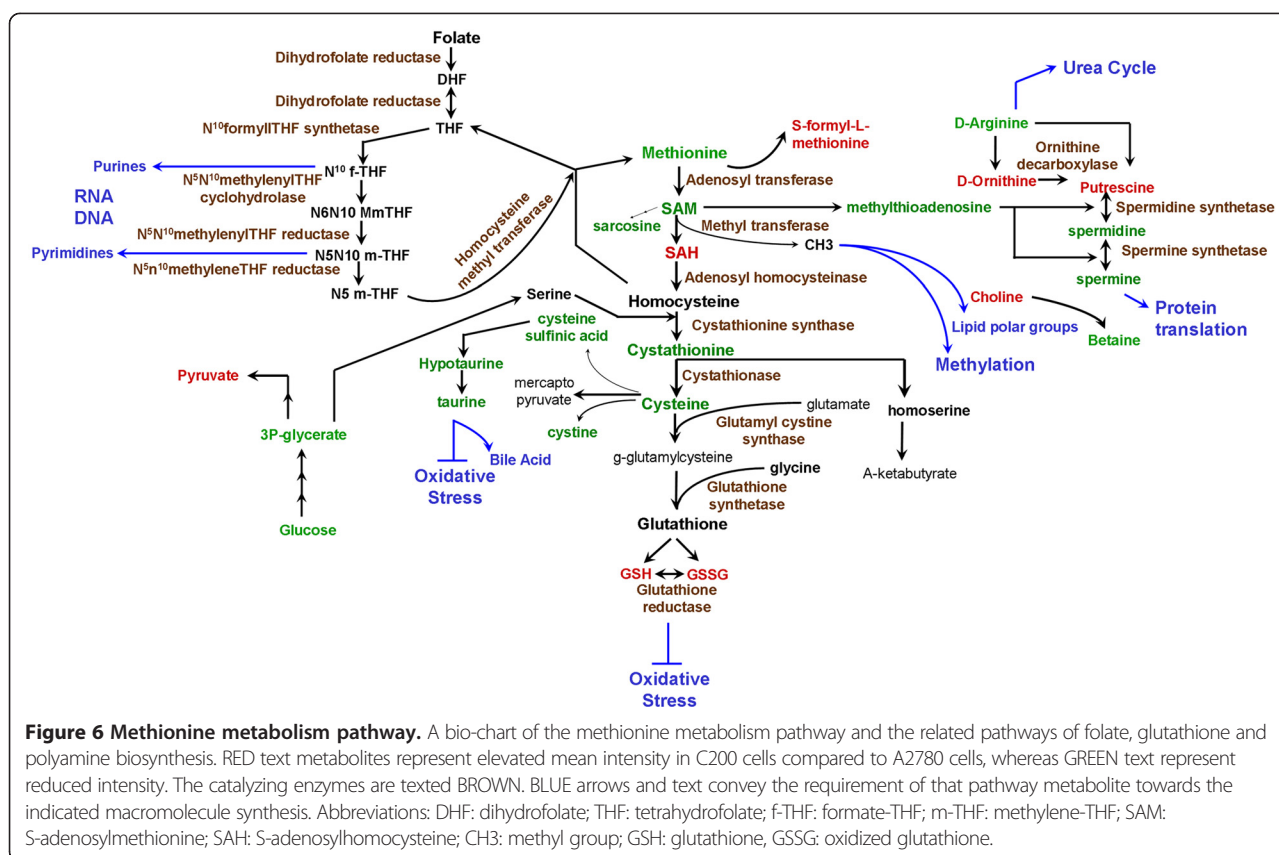 Folate
Dihydrofolate reductase
DHF
Dihydrofolate reductase
N¹⁰formylITHF synthetase
THF
Purines
N¹⁰ f-THF
RNA
DNA
N⁵N¹⁰methylenylTHF
cyclohydrolase
N6N10 MmTHF
N⁵N¹⁰methylenylTHF reductase
Pyrimidines
N5N10 m-THF
N⁵n¹⁰methyleneTHF reductase
N5 m-THF
Homocysteine
methyl transferase
S-formyl-L-
methionine
Methionine
Adenosyl transferase
SAM
sarcosine
Methyl transferase
CH3
SAH
Adenosyl homocysteinase
Homocysteine
Serine
Cystathionine synthase
Cystathionine
Cystathionase
cysteine
sulfinic acid
Hypotaurine
taurine
mercapto
pyruvate
Cysteine
cystine
glutamate
Glutamyl cystine
synthase
homoserine
A-ketabutyrate
g-glutamylcysteine
glycine
Glutathione
synthetase
Glutathione
GSH
GSSG
Glutathione
reductase
Oxidative
Stress
Bile Acid
Oxidative
Stress
Pyruvate
3P-glycerate
Glucose
Urea Cycle
D-Arginine
Ornithine
decarboxylase
D-Ornithine
Putrescine
methylthioadenosine
Spermidine synthetase
spermidine
Spermine synthetase
spermine
Protein
translation
Choline
Betaine
Lipid polar groups
Methylation
Figure 6 Methionine metabolism pathway. A bio-chart of the methionine metabolism pathway and the related pathways of folate, glutathione and
polyamine biosynthesis. RED text metabolites represent elevated mean intensity in C200 cells compared to A2780 cells, whereas GREEN text represent
reduced intensity. The catalyzing enzymes are texted BROWN. BLUE arrows and text convey the requirement of that pathway metabolite towards the
indicated macromolecule synthesis. Abbreviations: DHF: dihydrofolate; THF: tetrahydrofolate; f-THF: formate-THF; m-THF: methylene-THF; SAM:
S-adenosylmethionine; SAH: S-adenosylhomocysteine; CH3: methyl group; GSH: glutathione, GSSG: oxidized glutathione.